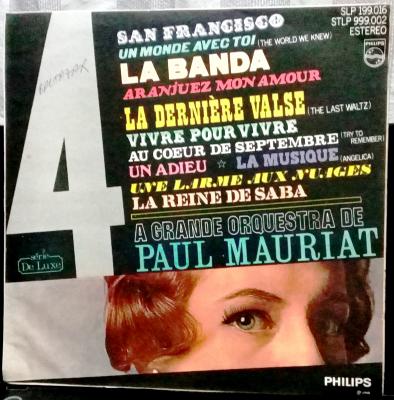 SLP 199.016
STLP 999.002
ESTEREO
PHILIPS
4
SAN FRANCISCO
UN MONDE AVEC TOI (THE WORLD WE KNEW)
LA BANDA
ARANJUEZ MON AMOUR
LA DERNIÈRE VALSE (THE LAST WALTZ)
VIVRE POUR VIVRE
AU COEUR DE SEPTEMBRE (TRY TO REMEMBER)
UN ADIEU ☆ LA MUSIQUE (ANGELICA)
UNE LARME AUX NUAGES
LA REINE DE SABA
A GRANDE ORQUESTRA DE
PAUL MAURIAT
série
De Luxe
PHILIPS